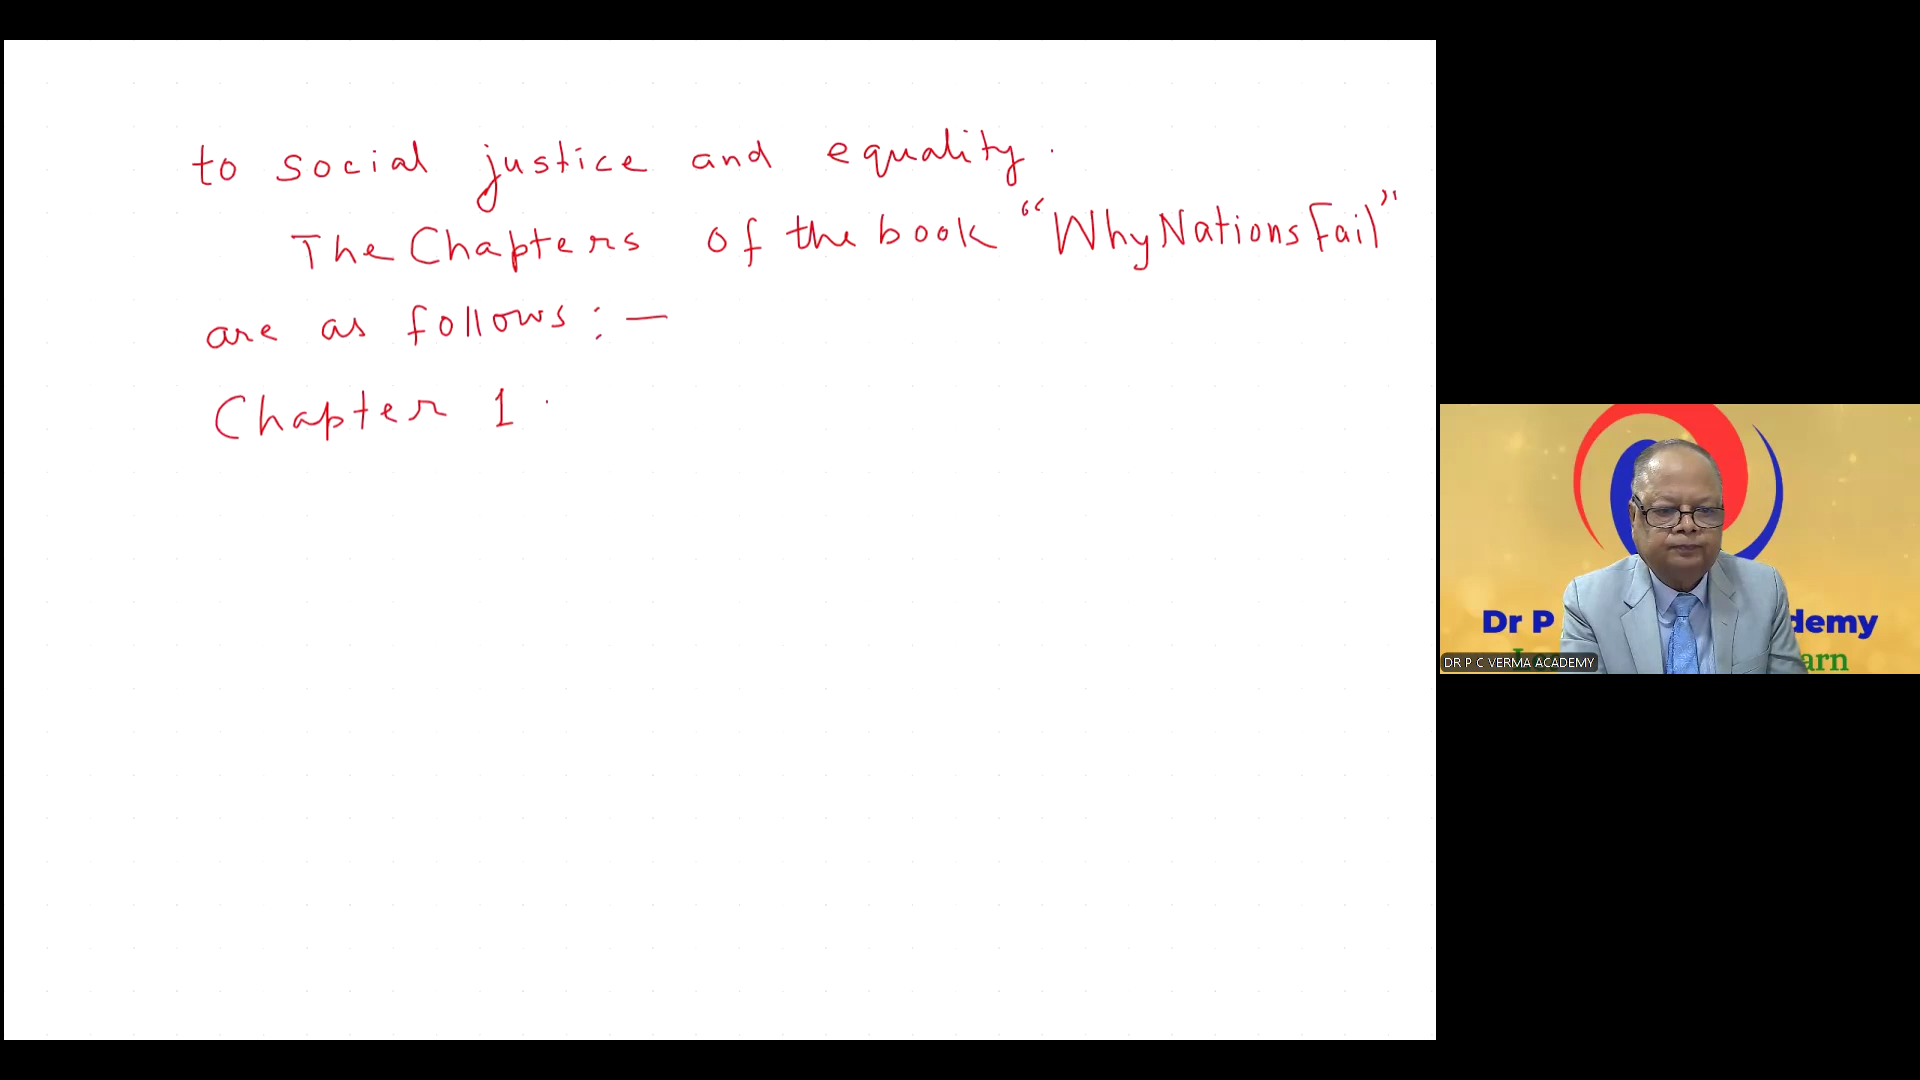 to social justice and equality.
The Chapters of the book "Why Nations Fail"
are as follows : —
Chapter 1.
Dr P demy
DR P C VERMA ACADEMY
arn